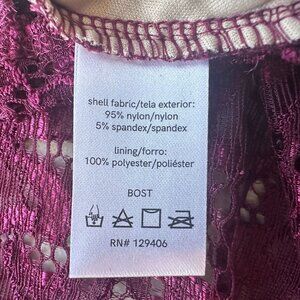 shell fabric/tela exterior:
95% nylon/nylon
5% spandex/spandex
lining/forro:
100% polyester/poliéster
BOST
RN# 129406